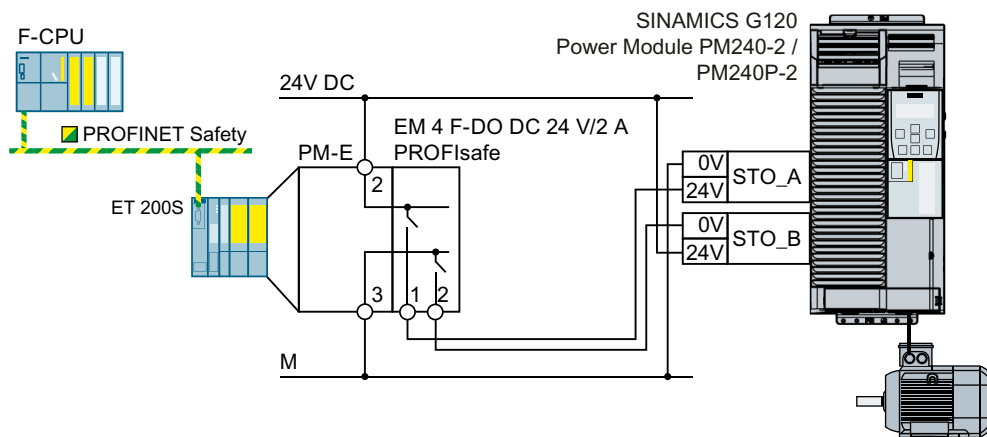 SINAMICS G120
Power Module PM240-2 /
PM240P-2
F-CPU
24V DC
PROFINET Safety
EM 4 F-DO DC 24 V/2 A
PROFIsafe
PM-E
2
ET 200S
0V
24V
STO_A
0V
24V
STO_B
3
1
2
M